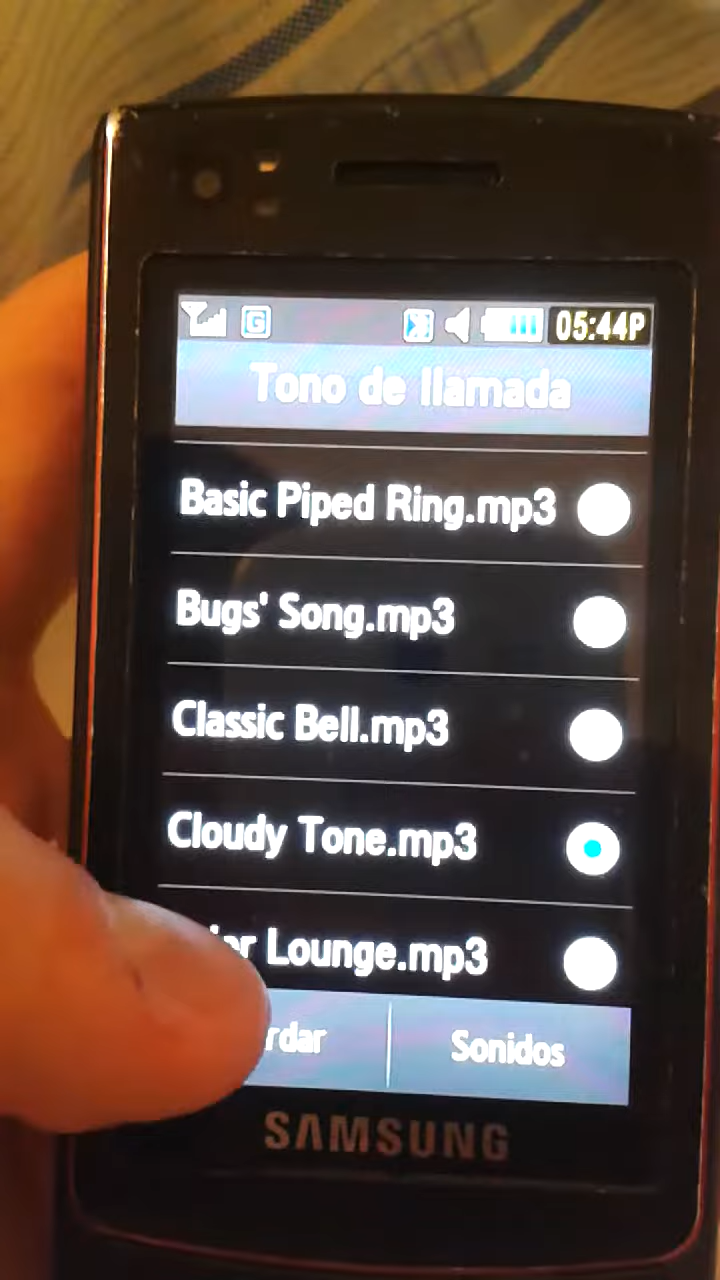 G
05:44P
Tono de llamada
Basic Piped Ring.mp3
Bugs' Song.mp3
Classic Bell.mp3
Cloudy Tone.mp3
Lounge.mp3
Sonidos
SAMSUNG